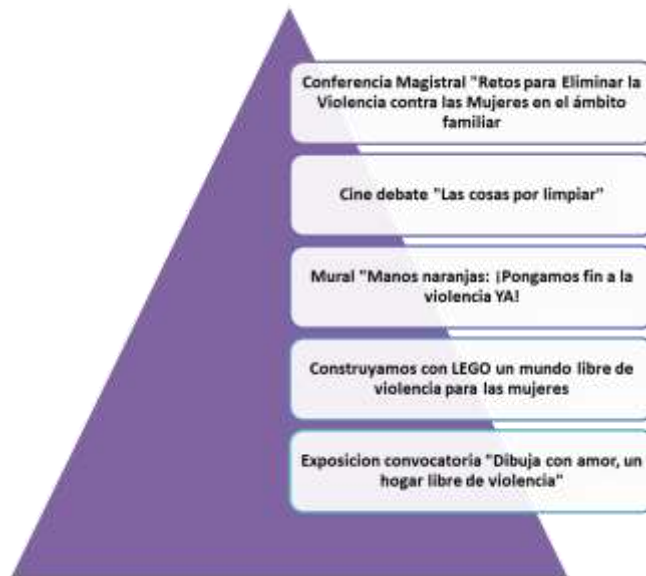 Conferencia Magistral "Retos para Eliminar la
Violencia contra las Mujeres en el ámbito
familiar
Cine debate "Las cosas por limpiar"
Mural "Manos naranjas: ¡Pongamos fin a la
violencia YA!
Construyamos con LEGO un mundo libre de
violencia para las mujeres
Exposicion convocatoria "Dibuja con amor, un
hogar libre de violencia"